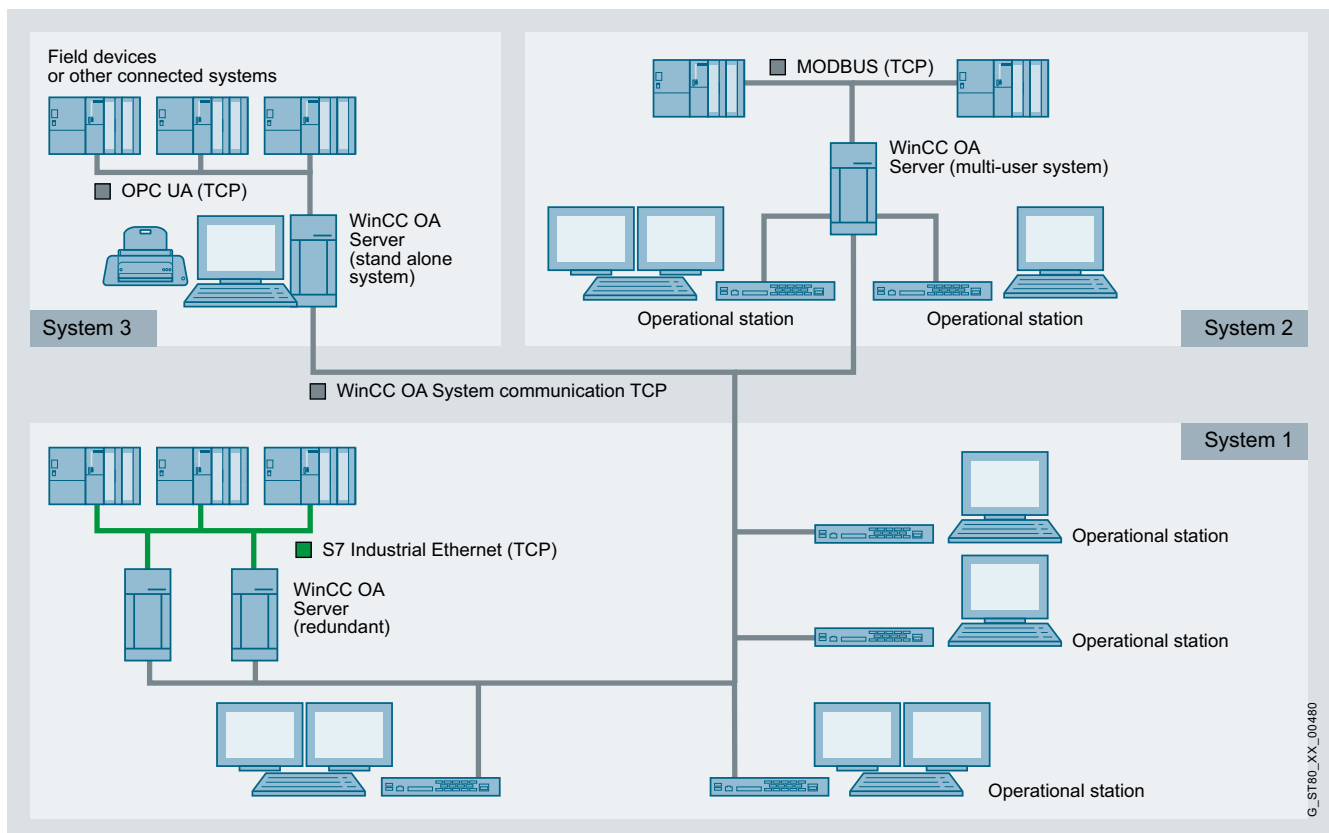 Field devices
or other connected systems
OPC UA (TCP)
WinCC OA
Server
(stand alone
system)
System 3
MODBUS (TCP)
WinCC OA
Server (multi-user system)
Operational station
Operational station
System 2
WinCC OA System communication TCP
System 1
S7 Industrial Ethernet (TCP)
WinCC OA
Server
(redundant)
Operational station
Operational station
Operational station
G_ST80_XX_00480